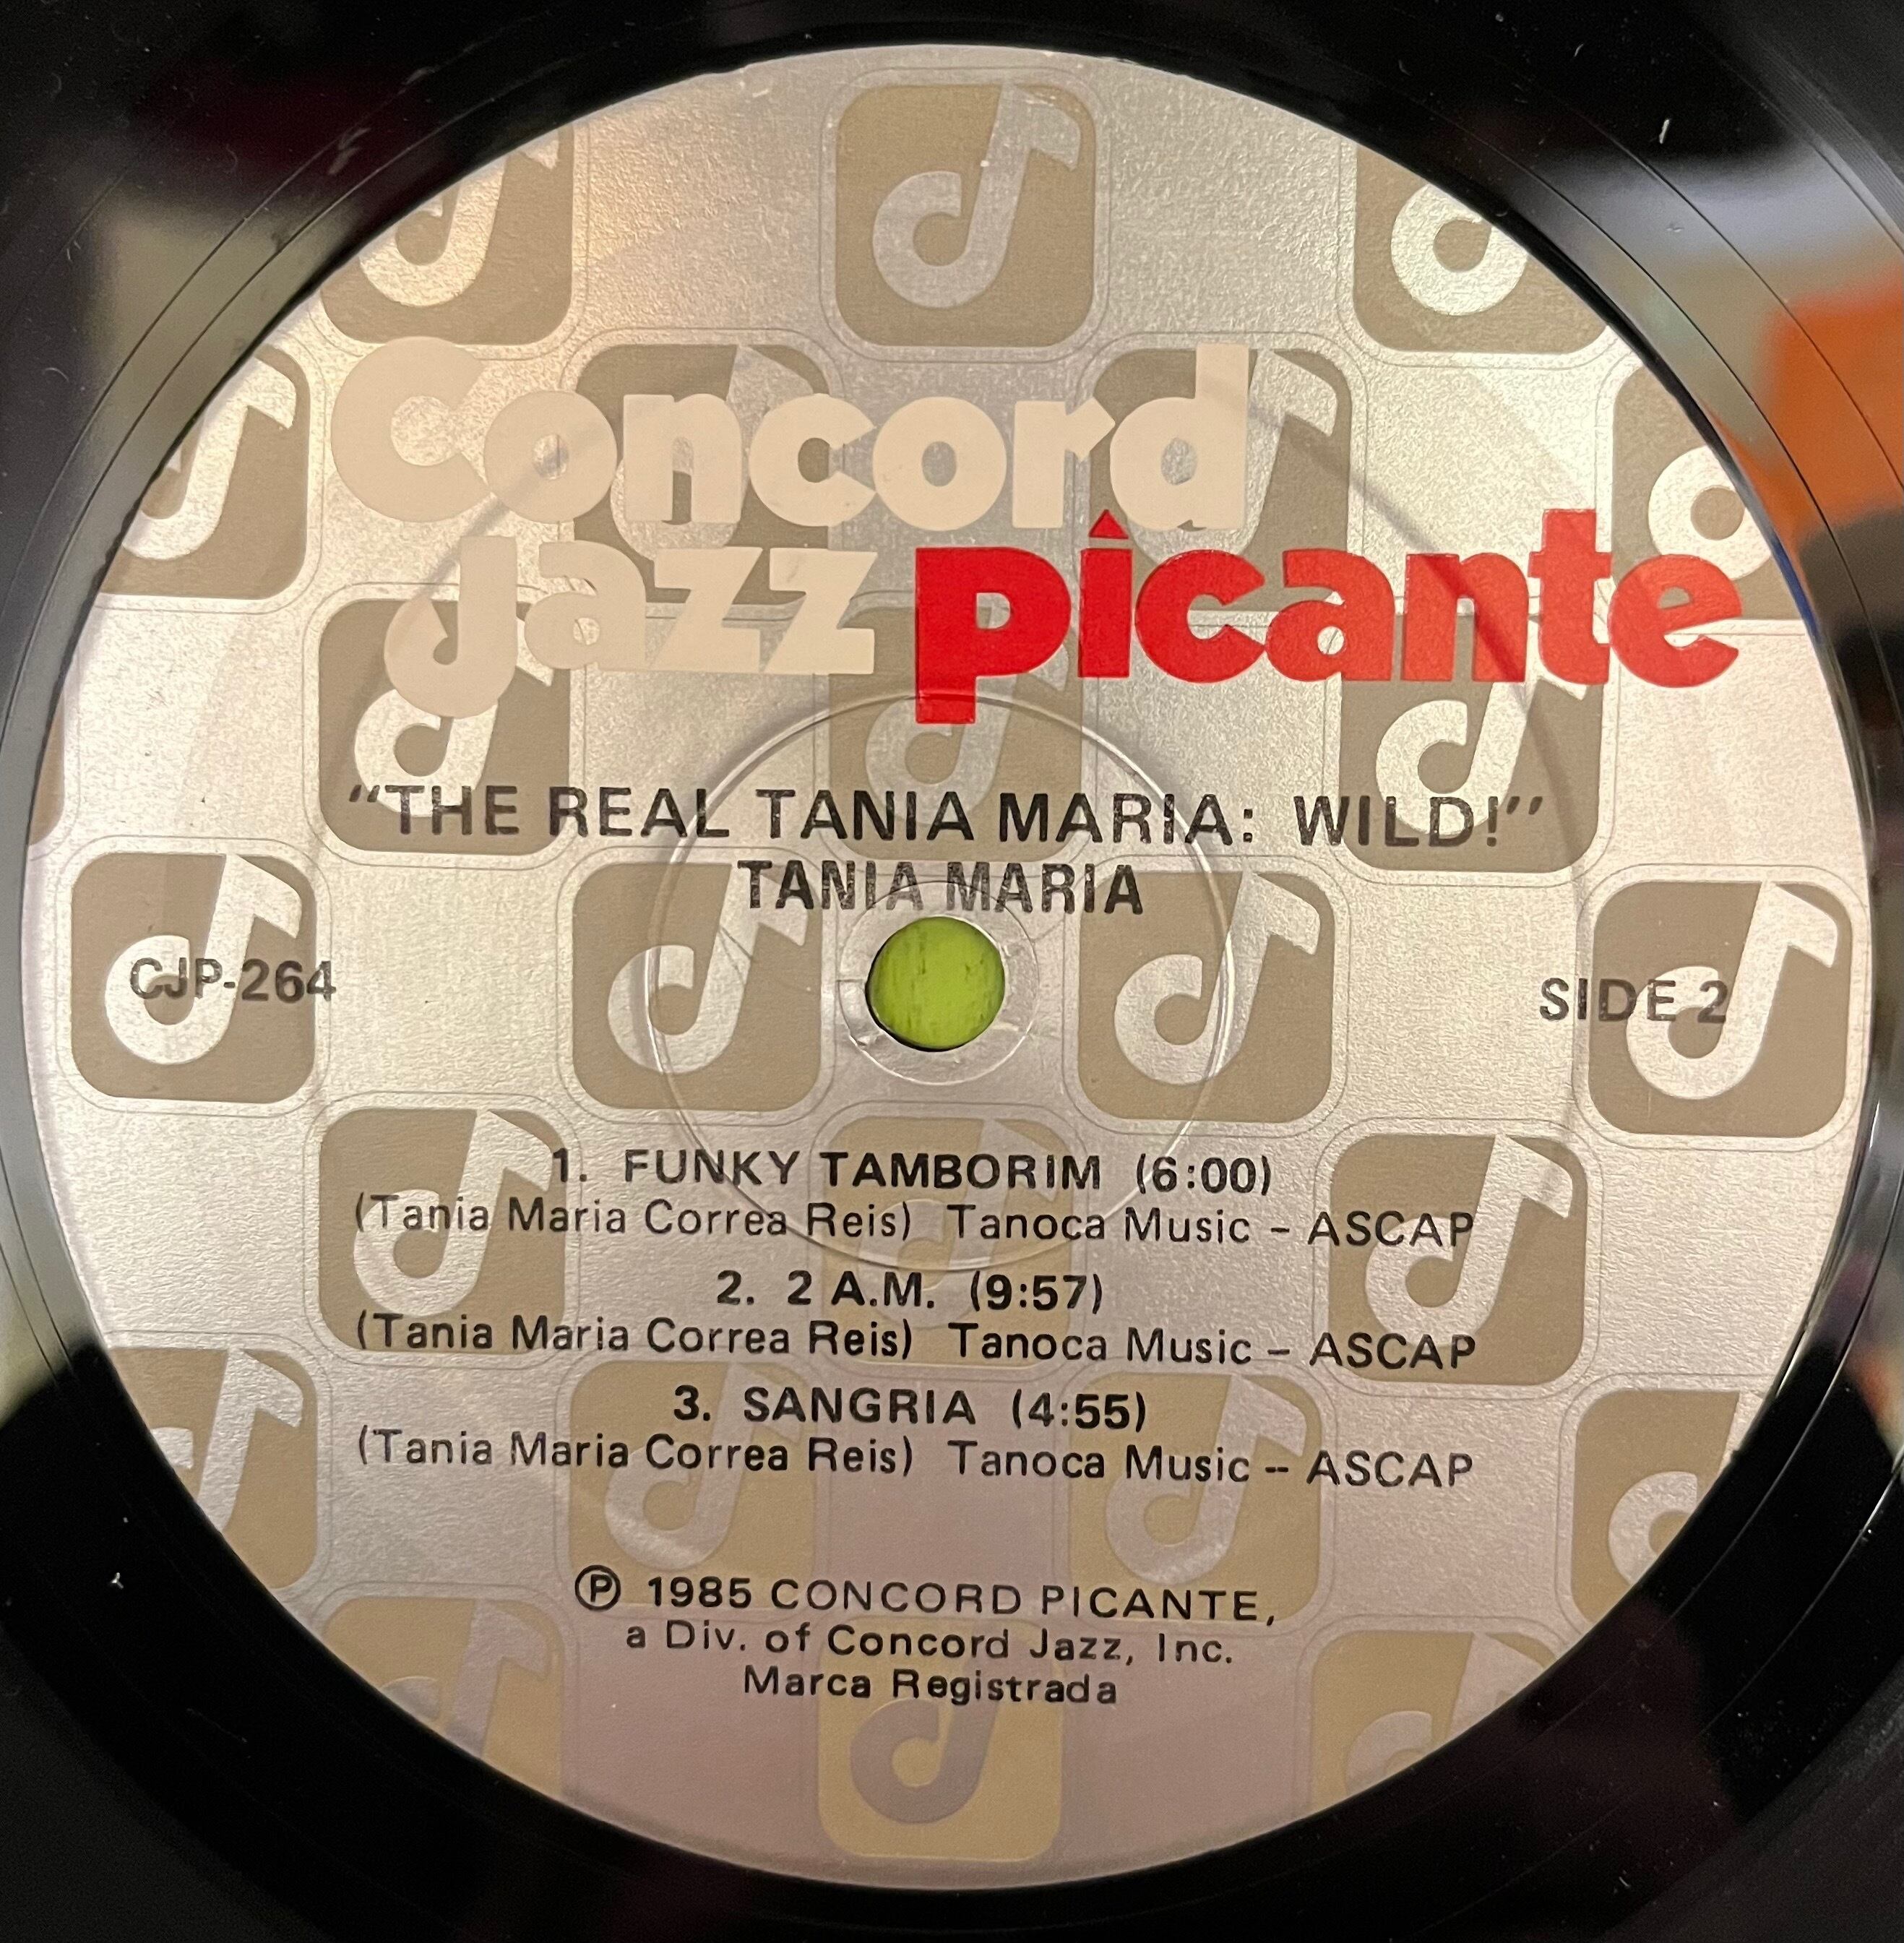 Concord
Jazz picante
"THE REAL TANIA MARIA: WILD!"
TANIA MARIA
CJP-264
SIDE 2
1. FUNKY TAMBORIM (6:00)
(Tania Maria Correa Reis) Tanoca Music - ASCAP
2. 2 A.M. (9:57)
(Tania Maria Correa Reis) Tanoca Music - ASCAP
3. SANGRIA (4:55)
(Tania Maria Correa Reis) Tanoca Music -- ASCAP
℗ 1985 CONCORD PICANTE,
a Div. of Concord Jazz, Inc.
Marca Registrada